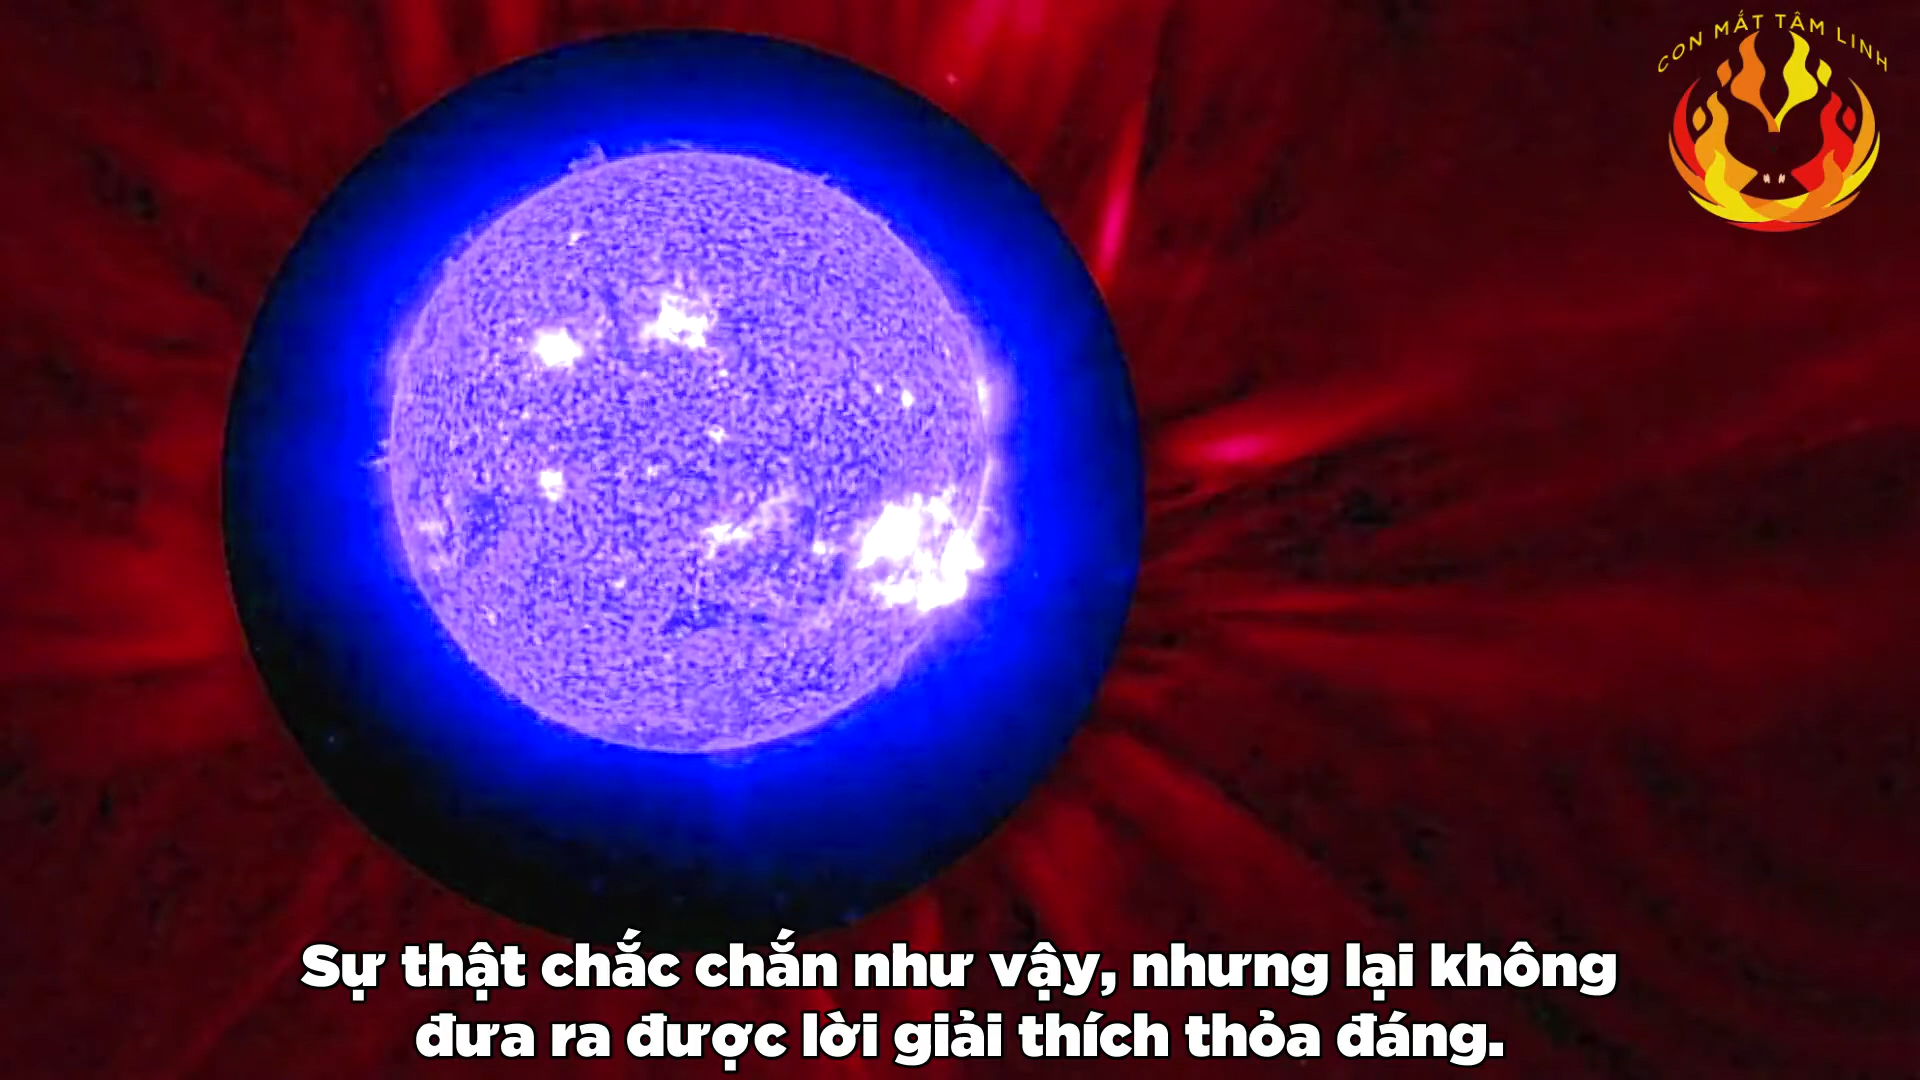 CON MẮT TÂM LINH
Sự thật chắc chắn như vậy, nhưng lại không
đưa ra được lời giải thích thỏa đáng.